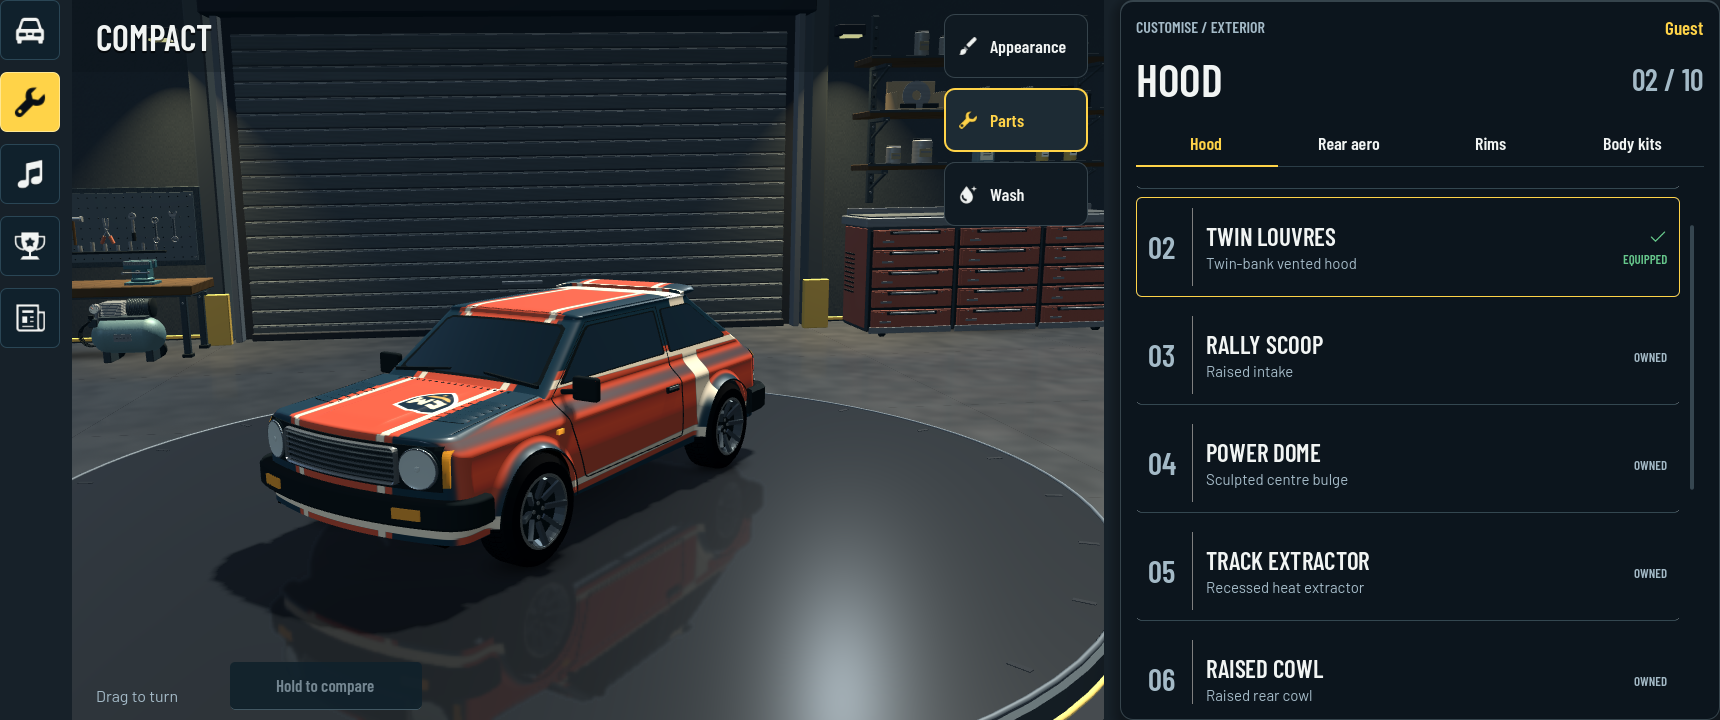 COMPACT
Appearance
Parts
Wash
Drag to turn
Hold to compare
CUSTOMISE / EXTERIOR
Guest
HOOD
02 / 10
Hood
Rear aero
Rims
Body kits
02
TWIN LOUVRES
Twin-bank vented hood
EQUIPPED
03
RALLY SCOOP
Raised intake
OWNED
04
POWER DOME
Sculpted centre bulge
OWNED
05
TRACK EXTRACTOR
Recessed heat extractor
OWNED
06
RAISED COWL
Raised rear cowl
OWNED